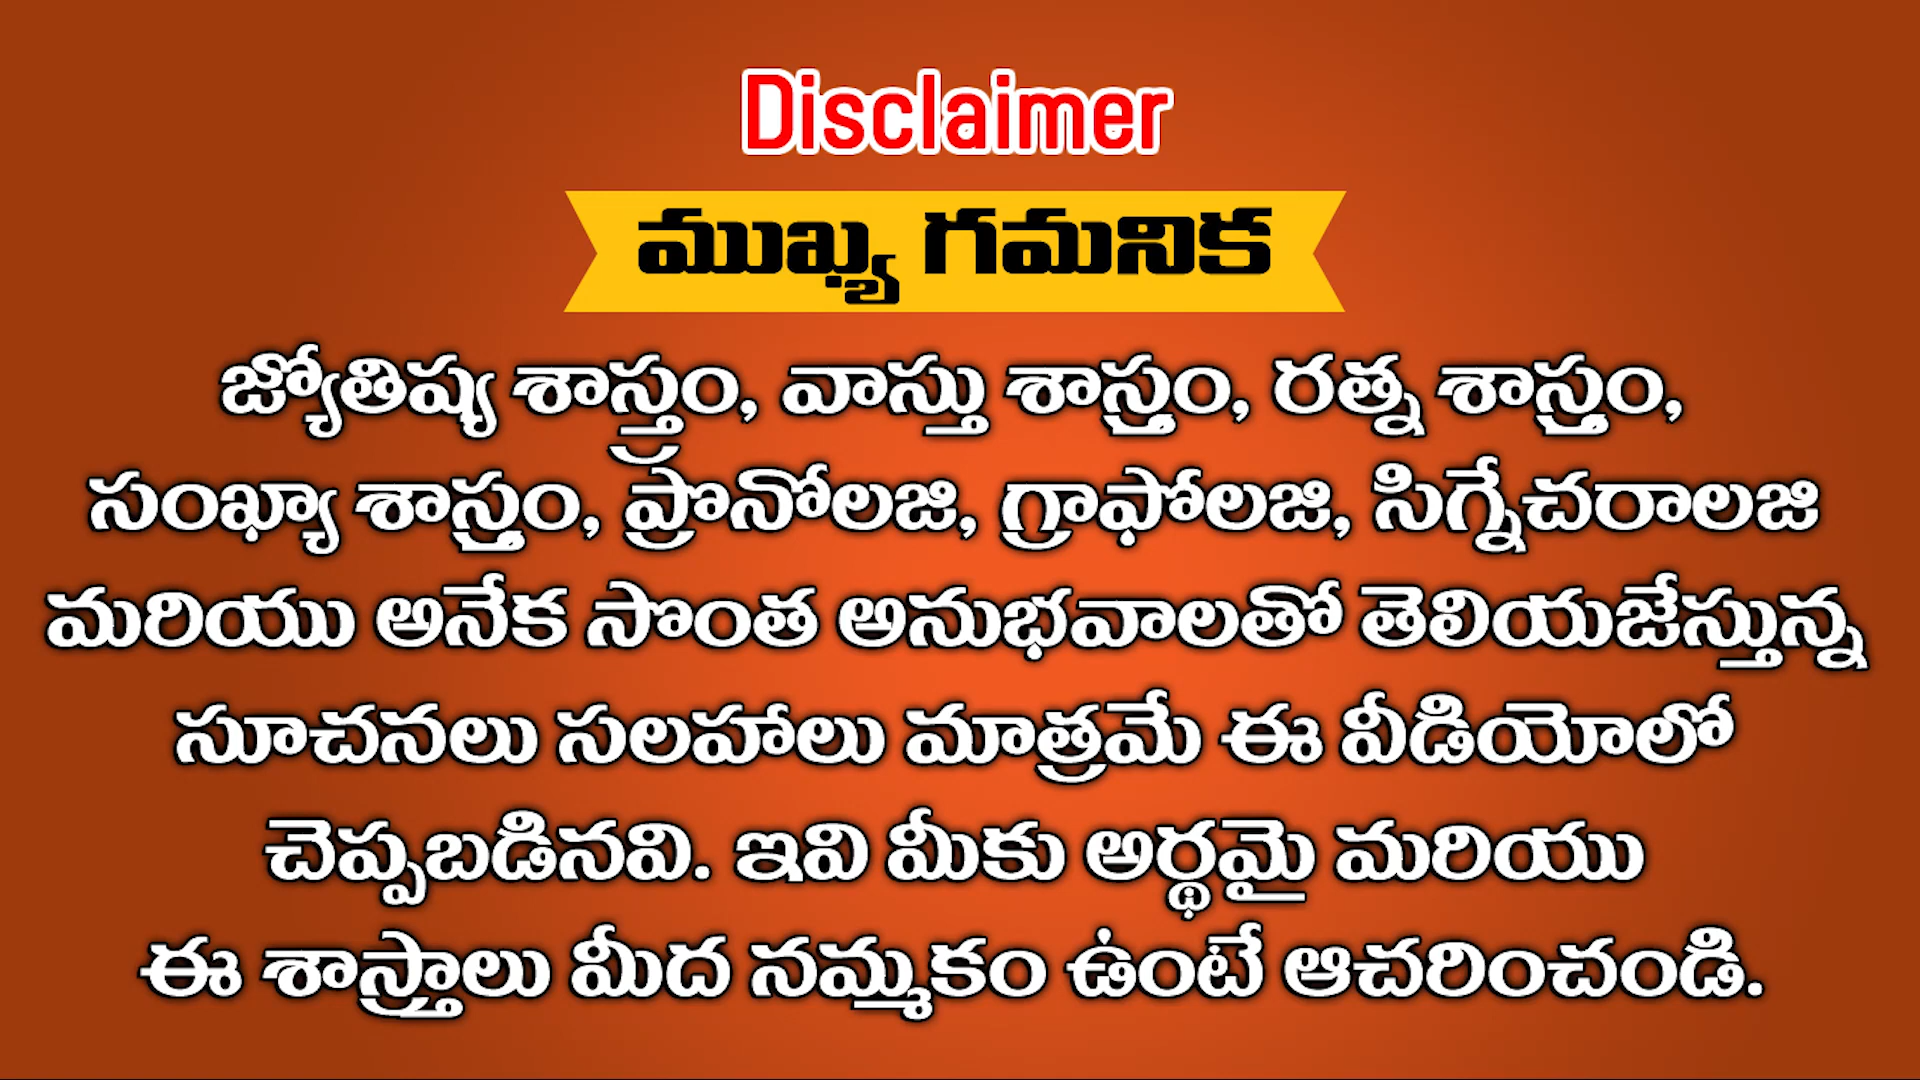 Disclaimer
ముఖ్య గమనిక
జ్యోతిష్య శాస్త్రం, వాస్తు శాస్త్రం, రత్న శాస్త్రం,
సంఖ్యా శాస్త్రం, ప్రొనోలజి, గ్రాఫోలజి, సిగ్నేచరాలజి
మరియు అనేక సొంత అనుభవాలతో తెలియజేస్తున్న
సూచనలు సలహాలు మాత్రమే ఈ వీడియోలో
చెప్పబడినవి. ఇవి మీకు అర్థమై మరియు
ఈ శాస్త్రాలు మీద నమ్మకం ఉంటే ఆచరించండి.